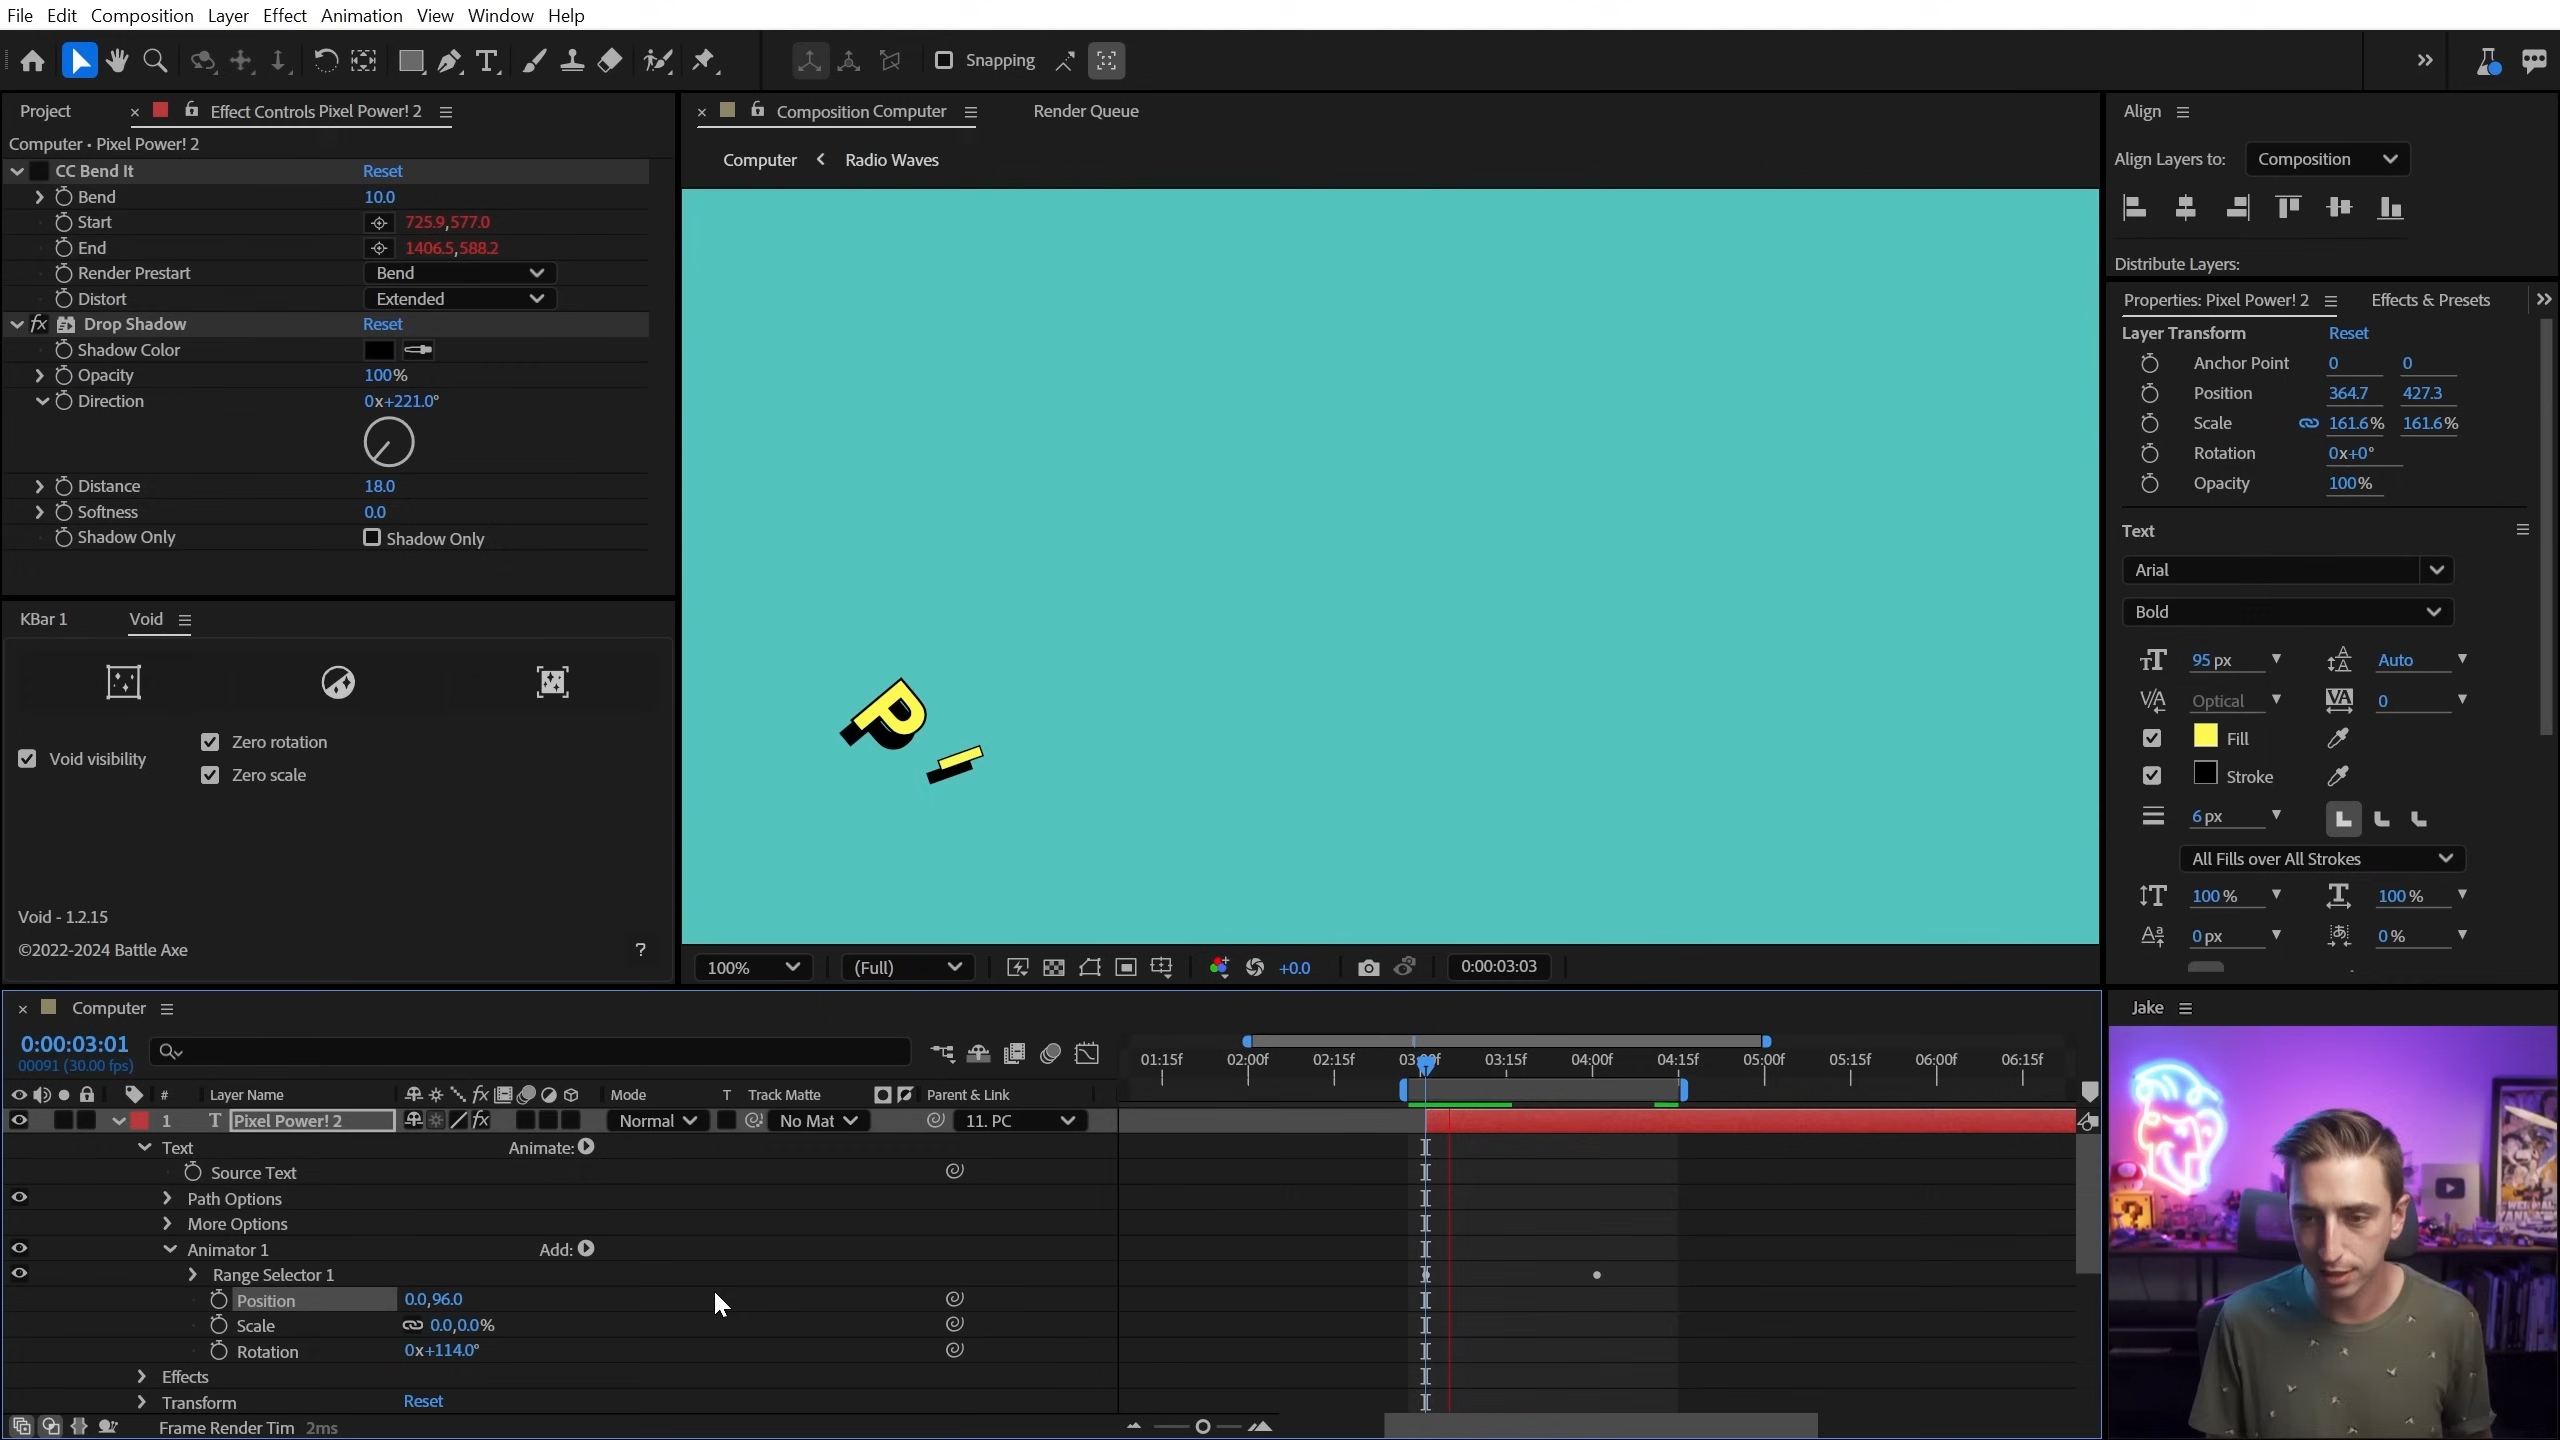 File Edit Composition Layer Effect Animation View Window Help
Snapping
Project
Effect Controls Pixel Power! 2
Computer • Pixel Power! 2
CC Bend It Reset
Bend 10.0
Start 725.9,577.0
End 1406.5,588.2
Render Prestart Bend
Distort Extended
fx Drop Shadow Reset
Shadow Color
Opacity 100%
Direction 0x+221.0°
Distance 18.0
Softness 0.0
Shadow Only Shadow Only
KBar 1 Void
Void visibility
Zero rotation
Zero scale
Void - 1.2.15
©2022-2024 Battle Axe ?
Composition Computer Render Queue
Computer Radio Waves
P
100% (Full) +0.0 0:00:03:03
Align
Align Layers to: Composition
Distribute Layers:
Properties: Pixel Power! 2 Effects & Presets
Layer Transform Reset
Anchor Point 0 0
Position 364.7 427.3
Scale 161.6% 161.6%
Rotation 0x+0°
Opacity 100%
Text
Arial
Bold
95 px Auto
Optical 0
Fill
Stroke
6 px
All Fills over All Strokes
100 % 100 %
0 px 0 %
Computer
0:00:03:01
00091 (30.00 fps)
01:15f 02:00f 02:15f 03:00f 03:15f 04:00f 04:15f 05:00f 05:15f 06:00f 06:15f
# Layer Name fx Mode T Track Matte Parent & Link
1 T Pixel Power! 2 fx Normal No Mat 11. PC
Text Animate:
Source Text
Path Options
More Options
Animator 1 Add:
Range Selector 1
Position 0.0,96.0
Scale 0.0,0.0%
Rotation 0x+114.0°
Effects
Transform Reset
Frame Render Tim 2ms
Jake